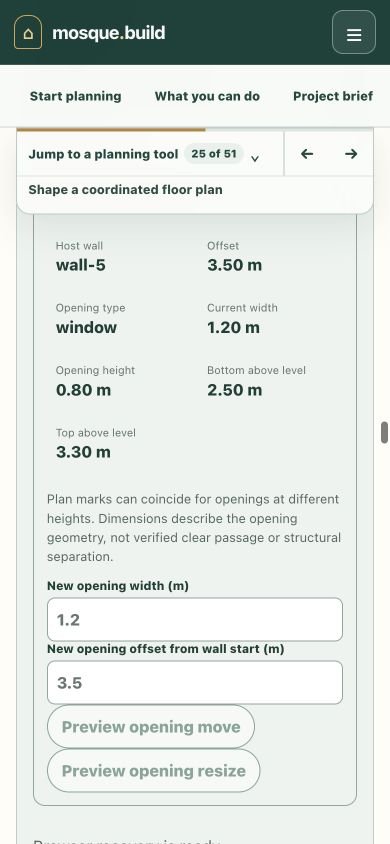 mosque.build
Start planning
What you can do
Project brief
Jump to a planning tool
25 of 51
Shape a coordinated floor plan
Host wall
Offset
wall-5
3.50 m
Opening type
Current width
window
1.20 m
Opening height
Bottom above level
0.80 m
2.50 m
Top above level
3.30 m
Plan marks can coincide for openings at different
heights. Dimensions describe the opening
geometry, not verified clear passage or structural
separation.
New opening width (m)
1.2
New opening offset from wall start (m)
3.5
Preview opening move
Preview opening resize